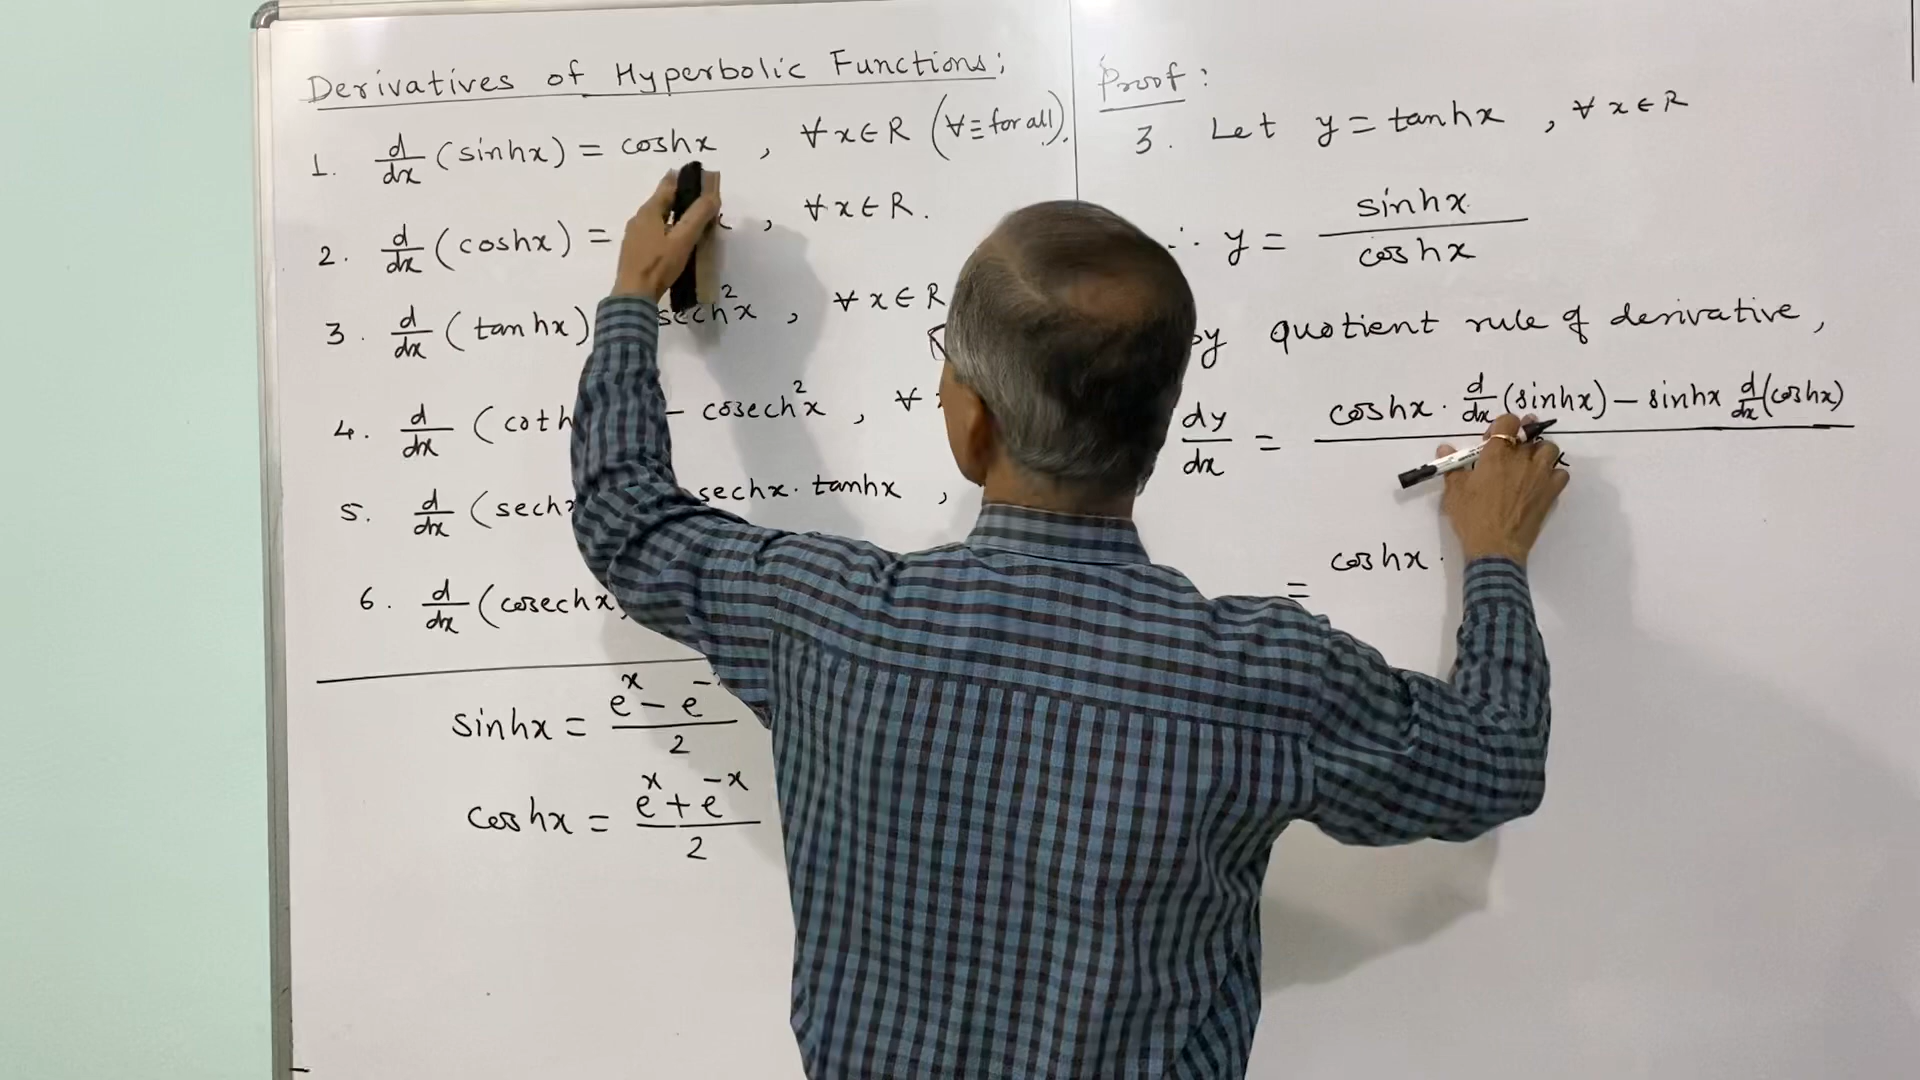 Derivatives of Hyperbolic Functions:
1. d/dx (sinhx) = coshx , ∀ x∈R (∀ ≡ for all).
2. d/dx (coshx) = , ∀ x∈R.
3. d/dx (tanhx) sech²x , ∀ x∈R
4. d/dx (coth - cosech²x , ∀
5. d/dx (sechx sechx. tanhx ,
6. d/dx (cosechx)
sinhx = e^x - e^- / 2
coshx = e^x + e^-x / 2
Proof :
3. Let y = tanhx , ∀ x∈R
∴ y = sinhx / coshx
by quotient rule of derivative,
dy/dx = coshx . d/dx (sinhx) - sinhx d/dx (coshx)
= coshx .